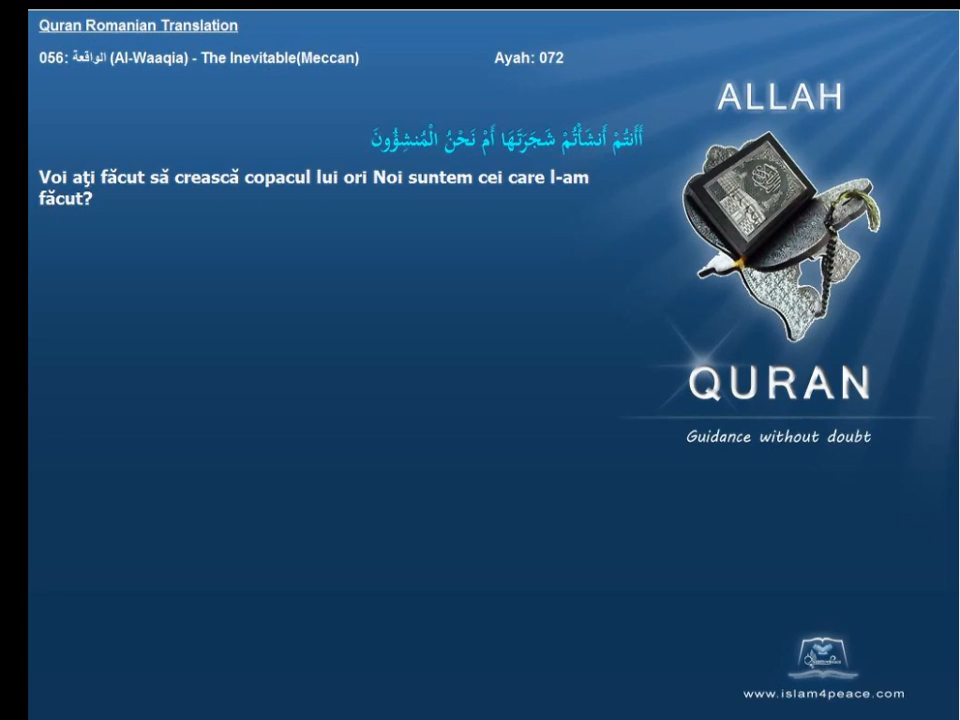 Quran Romanian Translation
056: الواقعة (Al-Waaqia) - The Inevitable(Meccan) Ayah: 072
أَأَنتُمْ أَنشَأْتُمْ شَجَرَتَهَا أَمْ نَحْنُ الْمُنشِؤُونَ
Voi aţi făcut să crească copacul lui ori Noi suntem cei care l-am
făcut?
ALLAH
QURAN
Guidance without doubt
www.islam4peace.com